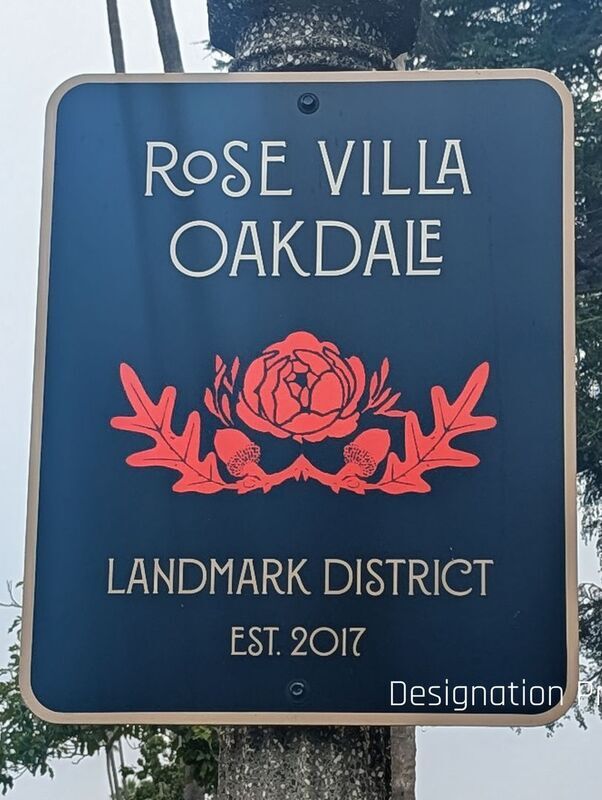 ROSE VILLA
OAKDALE
LANDMARK DISTRICT
EST. 2017
Designation